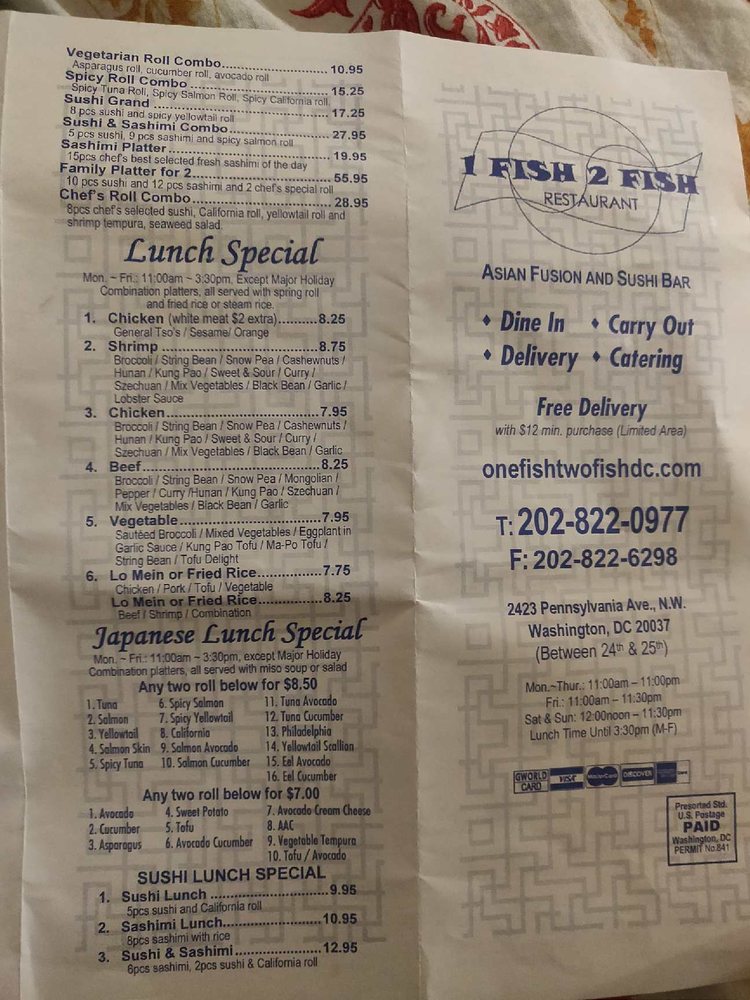 Vegetarian Roll Combo.......................... 10.95
Asparagus roll, cucumber roll, avocado roll
Spicy Roll Combo ................................ 15.25
Spicy Tuna Roll, Spicy Salmon Roll, Spicy California roll.
Sushi Grand ........................................ 17.25
8 pcs sushi and spicy yellowtail roll
Sushi & Sashimi Combo......................... 27.95
5 pcs sushi, 9 pcs sashimi and spicy salmon roll
Sashimi Platter .................................... 19.95
15pcs chef's best selected fresh sashimi of the day
Family Platter for 2............................... 55.95
10 pcs sushi and 12 pcs sashimi and 2 chef's special roll
Chef's Roll Combo................................ 28.95
8pcs chef's selected sushi, California roll, yellowtail roll and
shrimp tempura, seaweed salad.
Lunch Special
Mon. ~ Fri.: 11:00am ~ 3:30pm, Except Major Holiday
Combination platters, all served with spring roll
and fried rice or steam rice.
1. Chicken (white meat $2 extra)..........8.25
General Tso's / Sesame/ Orange
2. Shrimp.......................................8.75
Broccoli / String Bean / Snow Pea / Cashewnuts /
Hunan / Kung Pao / Sweet & Sour / Curry /
Szechuan / Mix Vegetables / Black Bean / Garlic /
Lobster Sauce
3. Chicken......................................7.95
Broccoli / String Bean / Snow Pea / Cashewnuts /
Hunan / Kung Pao / Sweet & Sour / Curry /
Szechuan / Mix Vegetables / Black Bean / Garlic
4. Beef..........................................8.25
Broccoli / String Bean / Snow Pea / Mongolian /
Pepper / Curry /Hunan / Kung Pao / Szechuan /
Mix Vegetables / Black Bean / Garlic
5. Vegetable...................................7.95
Sautéed Broccoli / Mixed Vegetables / Eggplant in
Garlic Sauce / Kung Pao Tofu / Ma-Po Tofu /
String Bean / Tofu Delight
6. Lo Mein or Fried Rice................7.75
Chicken / Pork / Tofu / Vegetable
Lo Mein or Fried Rice................8.25
Beef / Shrimp / Combination
Japanese Lunch Special
Mon. ~ Fri.: 11:00am ~ 3:30pm, except Major Holiday
Combination platters, all served with miso soup or salad
Any two roll below for $8.50
1. Tuna
2. Salmon
3. Yellowtail
4. Salmon Skin
5. Spicy Tuna
6. Spicy Salmon
7. Spicy Yellowtail
8. California
9. Salmon Avocado
10. Salmon Cucumber
11. Tuna Avocado
12. Tuna Cucumber
13. Philadelphia
14. Yellowtail Scallion
15. Eel Avocado
16. Eel Cucumber
Any two roll below for $7.00
1. Avocado
2. Cucumber
3. Asparagus
4. Sweet Potato
5. Tofu
6. Avocado Cucumber
7. Avocado Cream Cheese
8. AAC
9. Vegetable Tempura
10. Tofu / Avocado
SUSHI LUNCH SPECIAL
1. Sushi Lunch ............................9.95
5pcs sushi and California roll
2. Sashimi Lunch.......................10.95
8pcs sashimi with rice
3. Sushi & Sashimi....................12.95
6pcs sashimi, 2pcs sushi & California roll
1 FISH 2 FISH
RESTAURANT
ASIAN FUSION AND SUSHI BAR
♦ Dine In ♦ Carry Out
♦ Delivery ♦ Catering
Free Delivery
with $12 min. purchase (Limited Area)
onefishtwofishdc.com
T: 202-822-0977
F: 202-822-6298
2423 Pennsylvania Ave., N.W.
Washington, DC 20037
(Between 24th & 25th)
Mon.~Thur.: 11:00am – 11:00pm
Fri.: 11:00am – 11:30pm
Sat & Sun: 12:00noon – 11:30pm
Lunch Time Until 3:30pm (M-F)
GWORLD CARD VISA MasterCard DISCOVER
Presorted Std.
U.S. Postage
PAID
Washington, DC
PERMIT No.841